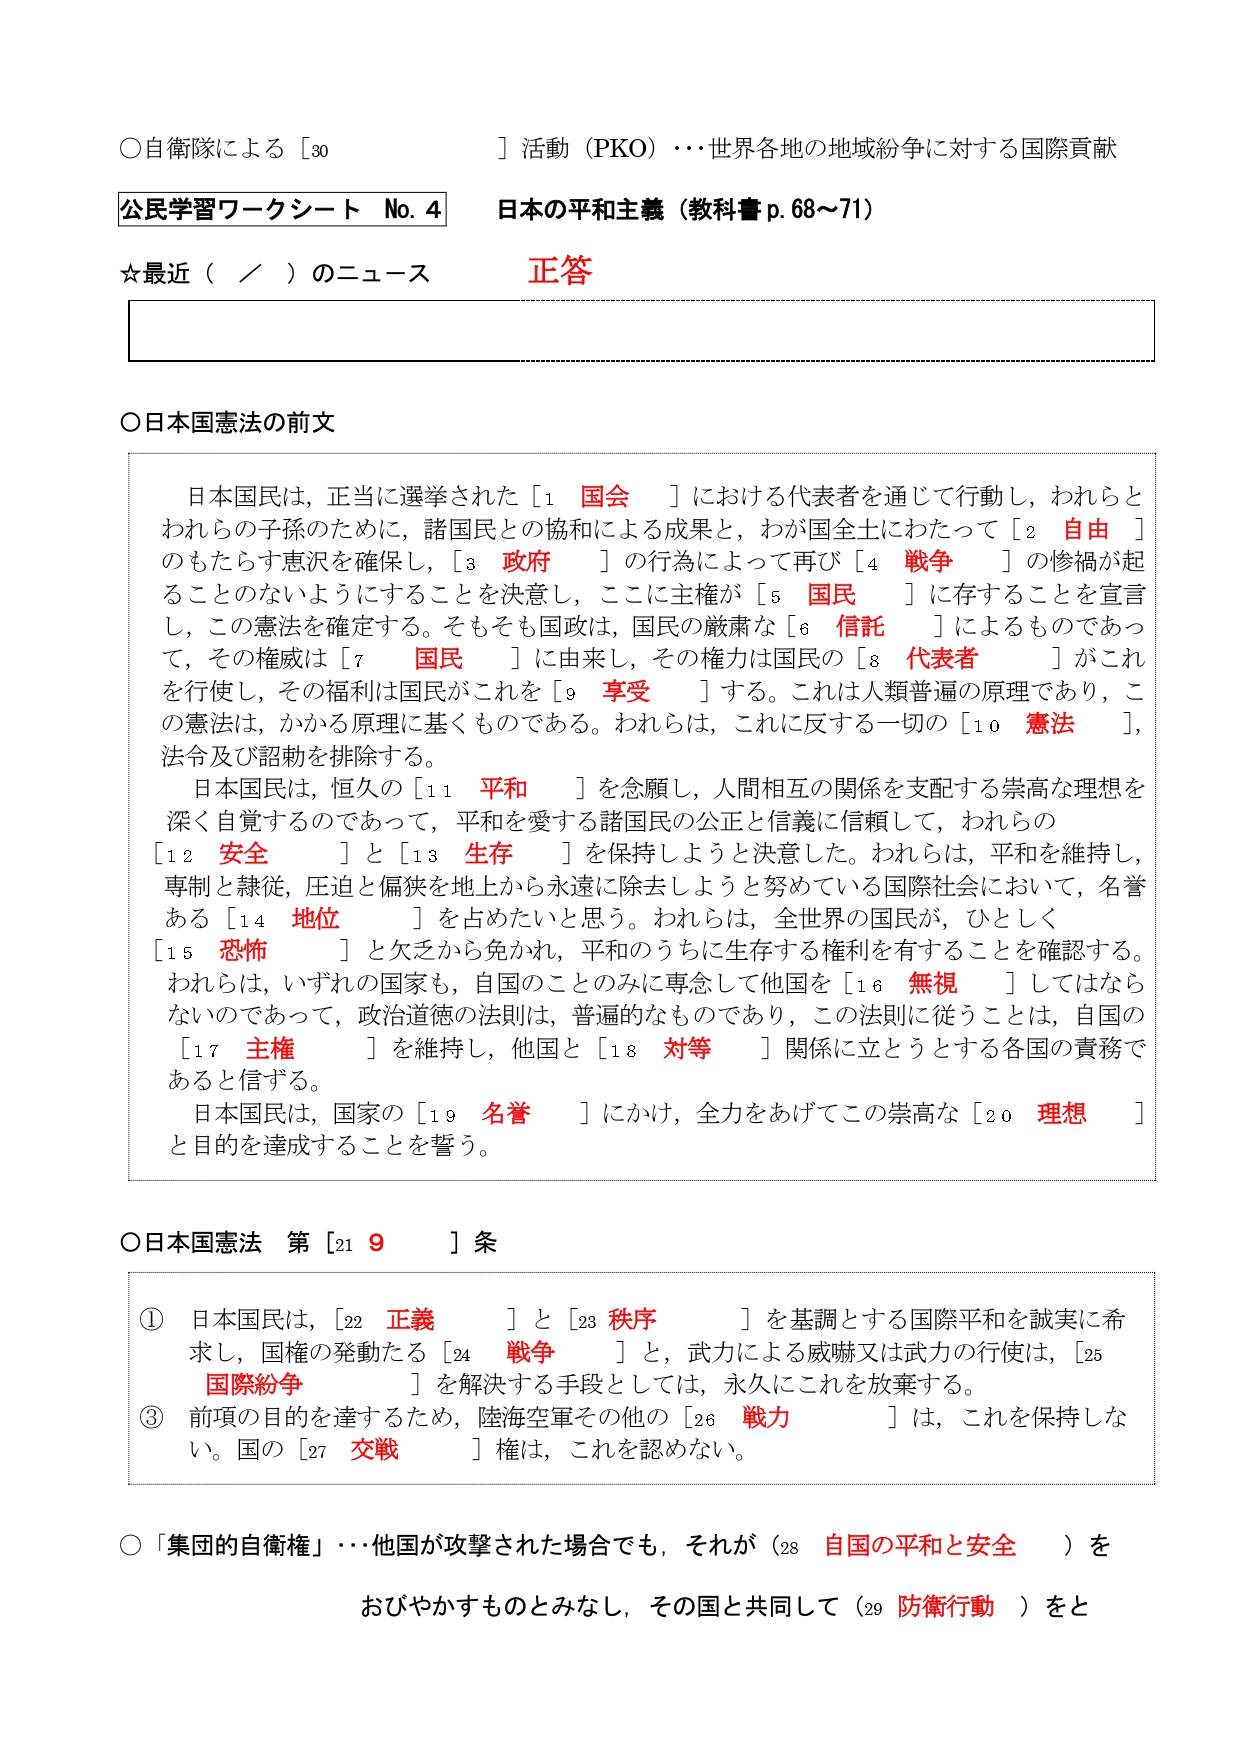 ○自衛隊による［30　　　　　　　］活動（PKO）･･･世界各地の地域紛争に対する国際貢献
公民学習ワークシート　No. 4　　日本の平和主義（教科書 p. 68～71）
☆最近（　／　）のニュース　　　　正答
○日本国憲法の前文
日本国民は，正当に選挙された［1　国会　］における代表者を通じて行動し，われらと
われらの子孫のために，諸国民との協和による成果と，わが国全土にわたって［2　自由　］
のもたらす恵沢を確保し，［3　政府　］の行為によって再び［4　戦争　］の惨禍が起
ることのないようにすることを決意し，ここに主権が［5　国民　］に存することを宣言
し，この憲法を確定する。そもそも国政は，国民の厳粛な［6　信託　］によるものであっ
て，その権威は［7　国民　］に由来し，その権力は国民の［8　代表者　］がこれ
を行使し，その福利は国民がこれを［9　享受　］する。これは人類普遍の原理であり，こ
の憲法は，かかる原理に基くものである。われらは，これに反する一切の［10　憲法　］，
法令及び詔勅を排除する。
日本国民は，恒久の［11　平和　］を念願し，人間相互の関係を支配する崇高な理想を
深く自覚するのであって，平和を愛する諸国民の公正と信義に信頼して，われらの
［12　安全　］と［13　生存　］を保持しようと決意した。われらは，平和を維持し，
専制と隷従，圧迫と偏狭を地上から永遠に除去しようと努めている国際社会において，名誉
ある［14　地位　］を占めたいと思う。われらは，全世界の国民が，ひとしく
［15　恐怖　］と欠乏から免かれ，平和のうちに生存する権利を有することを確認する。
われらは，いずれの国家も，自国のことのみに専念して他国を［16　無視　］してはなら
ないのであって，政治道徳の法則は，普遍的なものであり，この法則に従うことは，自国の
［17　主権　］を維持し，他国と［18　対等　］関係に立とうとする各国の責務で
あると信ずる。
日本国民は，国家の［19　名誉　］にかけ，全力をあげてこの崇高な［20　理想　］
と目的を達成することを誓う。
○日本国憲法　第［21　9　］条
①　日本国民は，［22　正義　］と［23　秩序　］を基調とする国際平和を誠実に希
求し，国権の発動たる［24　戦争　］と，武力による威嚇又は武力の行使は，［25
国際紛争　］を解決する手段としては，永久にこれを放棄する。
③　前項の目的を達するため，陸海空軍その他の［26　戦力　］は，これを保持しな
い。国の［27　交戦　］権は，これを認めない。
○「集団的自衛権」･･･他国が攻撃された場合でも，それが（28　自国の平和と安全　）を
おびやかすものとみなし，その国と共同して（29　防衛行動　）をと